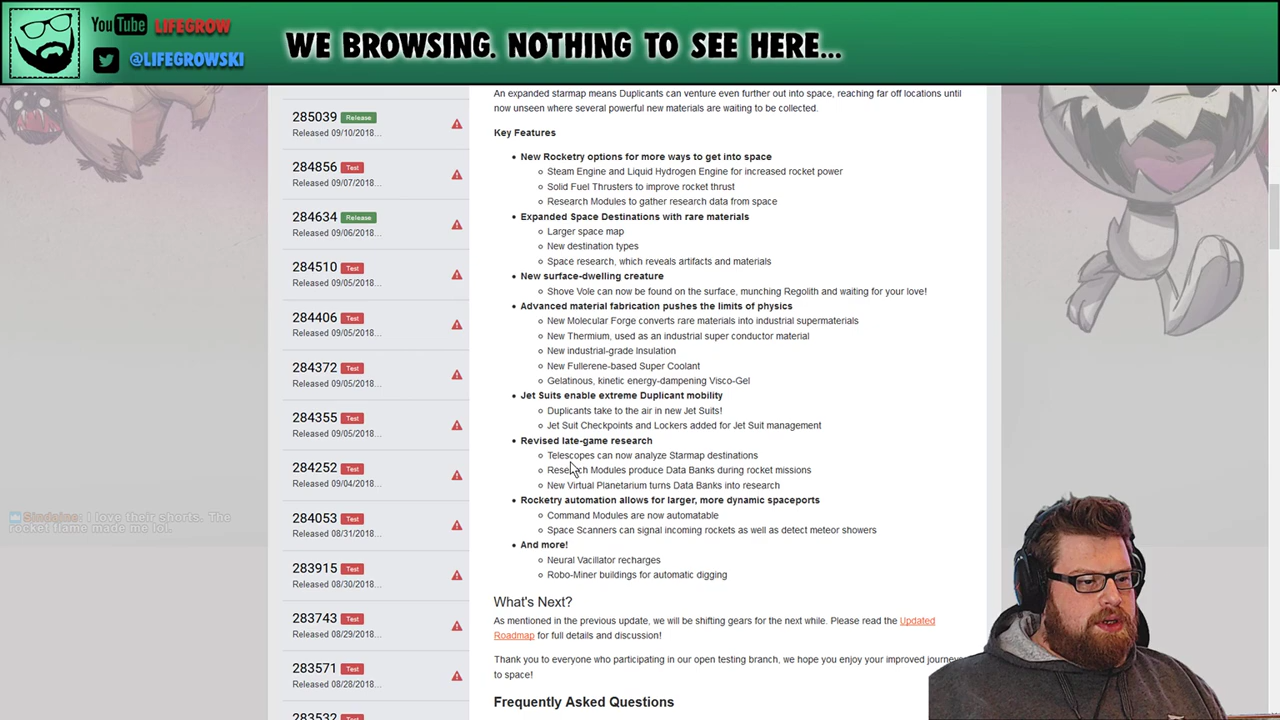 YouTube LIFEGROW
@LIFEGROWSKI
WE BROWSING. NOTHING TO SEE HERE...
285039 Release
Released 09/10/2018...
284856 Test
Released 09/07/2018...
284634 Release
Released 09/06/2018...
284510 Test
Released 09/05/2018...
284406 Test
Released 09/05/2018...
284372 Test
Released 09/05/2018...
284355 Test
Released 09/05/2018...
284252 Test
Released 09/04/2018...
284053 Test
Released 08/31/2018...
283915 Test
Released 08/30/2018...
283743 Test
Released 08/29/2018...
283571 Test
Released 08/28/2018...
283532 Test
Sindajne: I love their shorts. The
rocket flame made me lol.
An expanded starmap means Duplicants can venture even further out into space, reaching far off locations until
now unseen where several powerful new materials are waiting to be collected.
Key Features
New Rocketry options for more ways to get into space
Steam Engine and Liquid Hydrogen Engine for increased rocket power
Solid Fuel Thrusters to improve rocket thrust
Research Modules to gather research data from space
Expanded Space Destinations with rare materials
Larger space map
New destination types
Space research, which reveals artifacts and materials
New surface-dwelling creature
Shove Vole can now be found on the surface, munching Regolith and waiting for your love!
Advanced material fabrication pushes the limits of physics
New Molecular Forge converts rare materials into industrial supermaterials
New Thermium, used as an industrial super conductor material
New industrial-grade Insulation
New Fullerene-based Super Coolant
Gelatinous, kinetic energy-dampening Visco-Gel
Jet Suits enable extreme Duplicant mobility
Duplicants take to the air in new Jet Suits!
Jet Suit Checkpoints and Lockers added for Jet Suit management
Revised late-game research
Telescopes can now analyze Starmap destinations
Research Modules produce Data Banks during rocket missions
New Virtual Planetarium turns Data Banks into research
Rocketry automation allows for larger, more dynamic spaceports
Command Modules are now automatable
Space Scanners can signal incoming rockets as well as detect meteor showers
And more!
Neural Vacillator recharges
Robo-Miner buildings for automatic digging
What's Next?
As mentioned in the previous update, we will be shifting gears for the next while. Please read the Updated
Roadmap for full details and discussion!
Thank you to everyone who participating in our open testing branch, we hope you enjoy your improved journey
to space!
Frequently Asked Questions